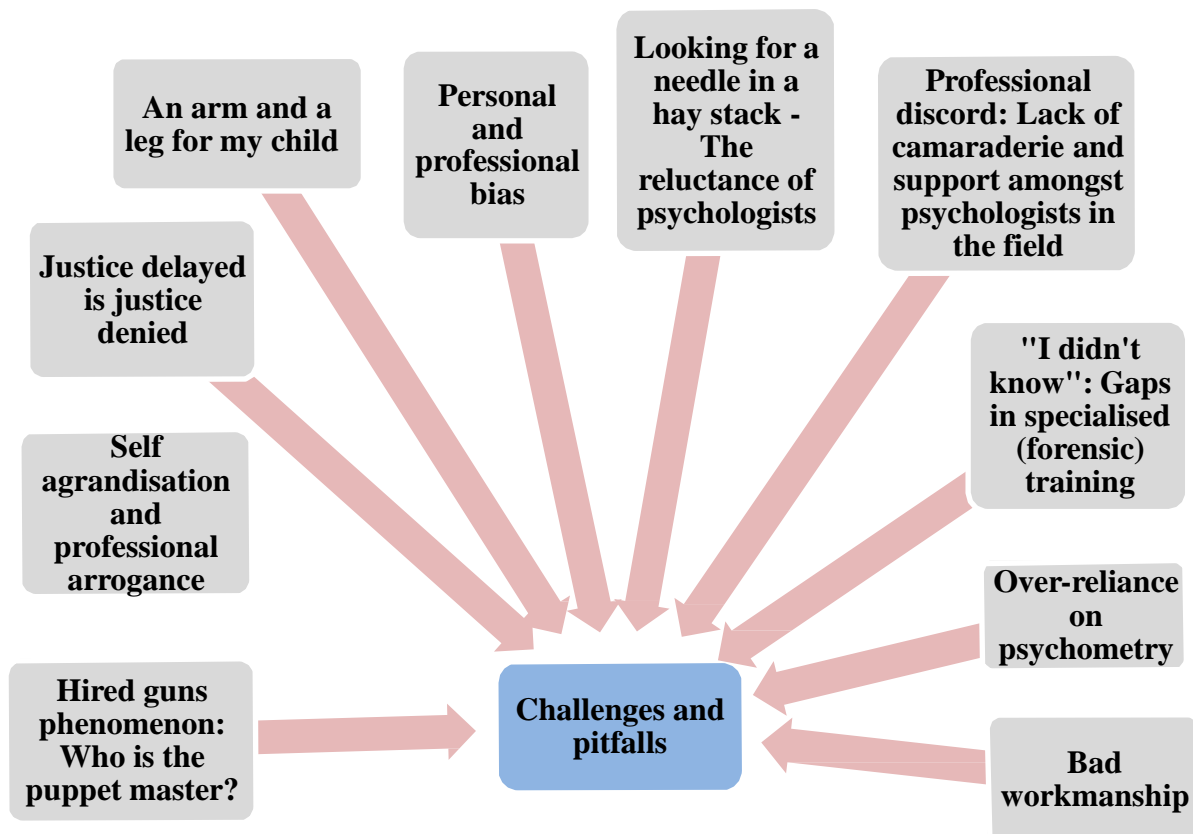 An arm and a
leg for my child
Personal
and
professional
bias
Looking for a
needle in a
hay stack -
The
reluctance of
psychologists
Professional
discord: Lack of
camaraderie and
support amongst
psychologists in
the field
Justice delayed
is justice
denied
"I didn't
know": Gaps
in specialised
(forensic)
training
Self
agrandisation
and
professional
arrogance
Over-reliance
on
psychometry
Hired guns
phenomenon:
Who is the
puppet master?
Challenges and
pitfalls
Bad
workmanship